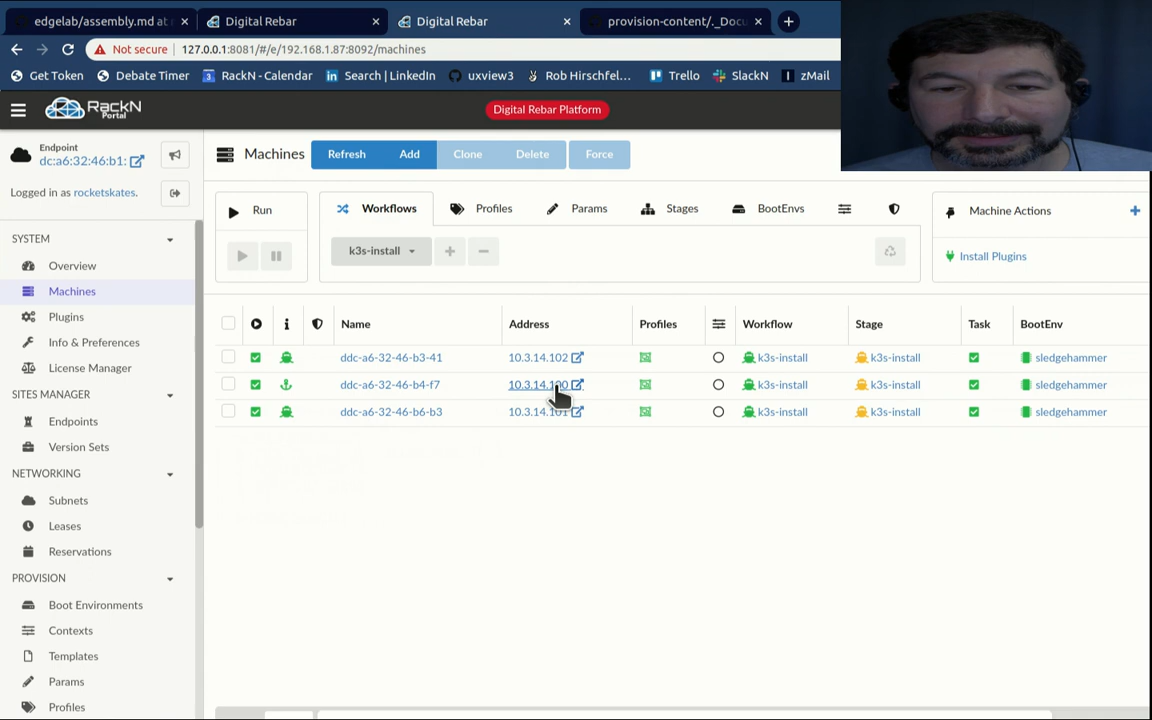 edgelab/assembly.md at
Digital Rebar
Digital Rebar
provision-content/._Docu
Not secure
127.0.0.1:8081/#/e/192.168.1.87:8092/machines
Get Token
Debate Timer
RackN - Calendar
Search | LinkedIn
uxview3
Rob Hirschfel...
Trello
SlackN
zMail
RackN
Portal
Digital Rebar Platform
Endpoint
dc:a6:32:46:b1:
Logged in as rocketskates.
Machines
Refresh
Add
Clone
Delete
Force
Run
Workflows
Profiles
Params
Stages
BootEnvs
Machine Actions
k3s-install
Install Plugins
SYSTEM
Overview
Machines
Plugins
Info & Preferences
License Manager
SITES MANAGER
Endpoints
Version Sets
NETWORKING
Subnets
Leases
Reservations
PROVISION
Boot Environments
Contexts
Templates
Params
Profiles
Name Address Profiles Workflow Stage Task BootEnv
ddc-a6-32-46-b3-41 10.3.14.102 k3s-install k3s-install sledgehammer
ddc-a6-32-46-b4-f7 10.3.14.100 k3s-install k3s-install sledgehammer
ddc-a6-32-46-b6-b3 10.3.14.101 k3s-install k3s-install sledgehammer